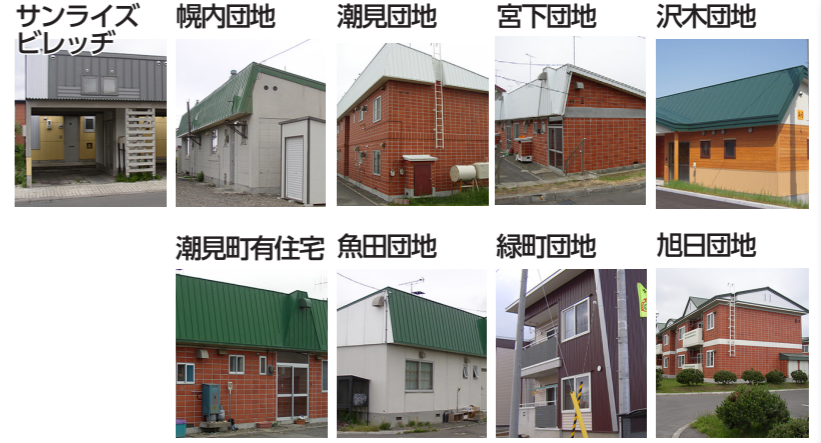 サンライズ
ビレッヂ
幌内団地
潮見団地
宮下団地
沢木団地
潮見町有住宅
魚田団地
緑町団地
旭日団地